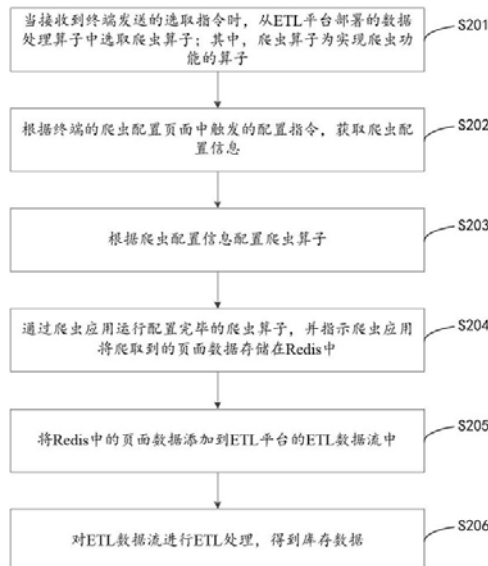 当接收到终端发送的选取指令时，从ETL平台部署的数据
处理算子中选取爬虫算子；其中，爬虫算子为实现爬虫功
能的算子
S201
根据终端的爬虫配置页面中触发的配置指令，获取爬虫配
置信息
S202
根据爬虫配置信息配置爬虫算子
S203
通过爬虫应用运行配置完毕的爬虫算子，并指示爬虫应用
将爬取到的页面数据存储在Redis中
S204
将Redis中的页面数据添加到ETL平台的ETL数据流中
S205
对ETL数据流进行ETL处理，得到库存数据
S206